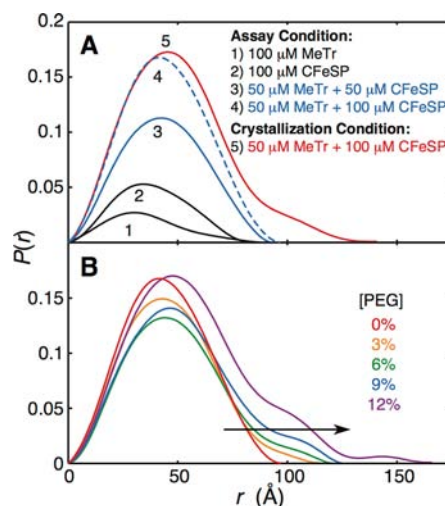 A
Assay Condition:
1) 100 µM MeTr
2) 100 µM CFeSP
3) 50 µM MeTr + 50 µM CFeSP
4) 50 µM MeTr + 100 µM CFeSP
Crystallization Condition:
5) 50 µM MeTr + 100 µM CFeSP
5
4
3
2
1
0.2
0.15
0.1
0.05
0
P(r)
B
[PEG]
0%
3%
6%
9%
12%
0.15
0.1
0.05
0
0 50 100 150
r (Å)